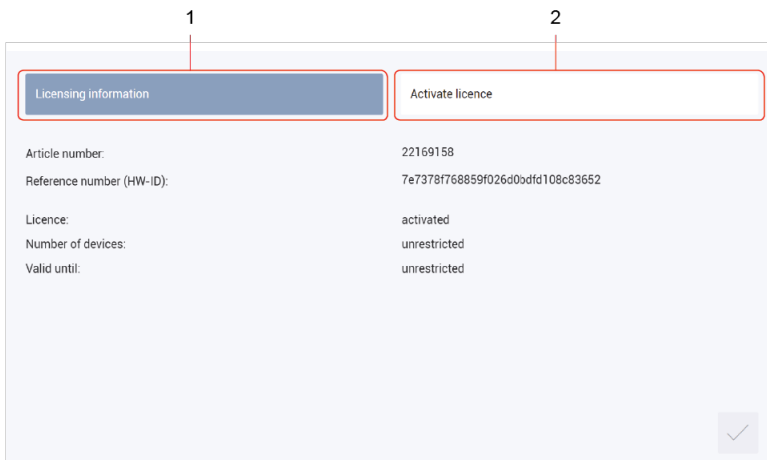 1 2
Licensing information Activate licence
Article number: 22169158
Reference number (HW-ID): 7e7378f768859f026d0bdfd108c83652
Licence: activated
Number of devices: unrestricted
Valid until: unrestricted